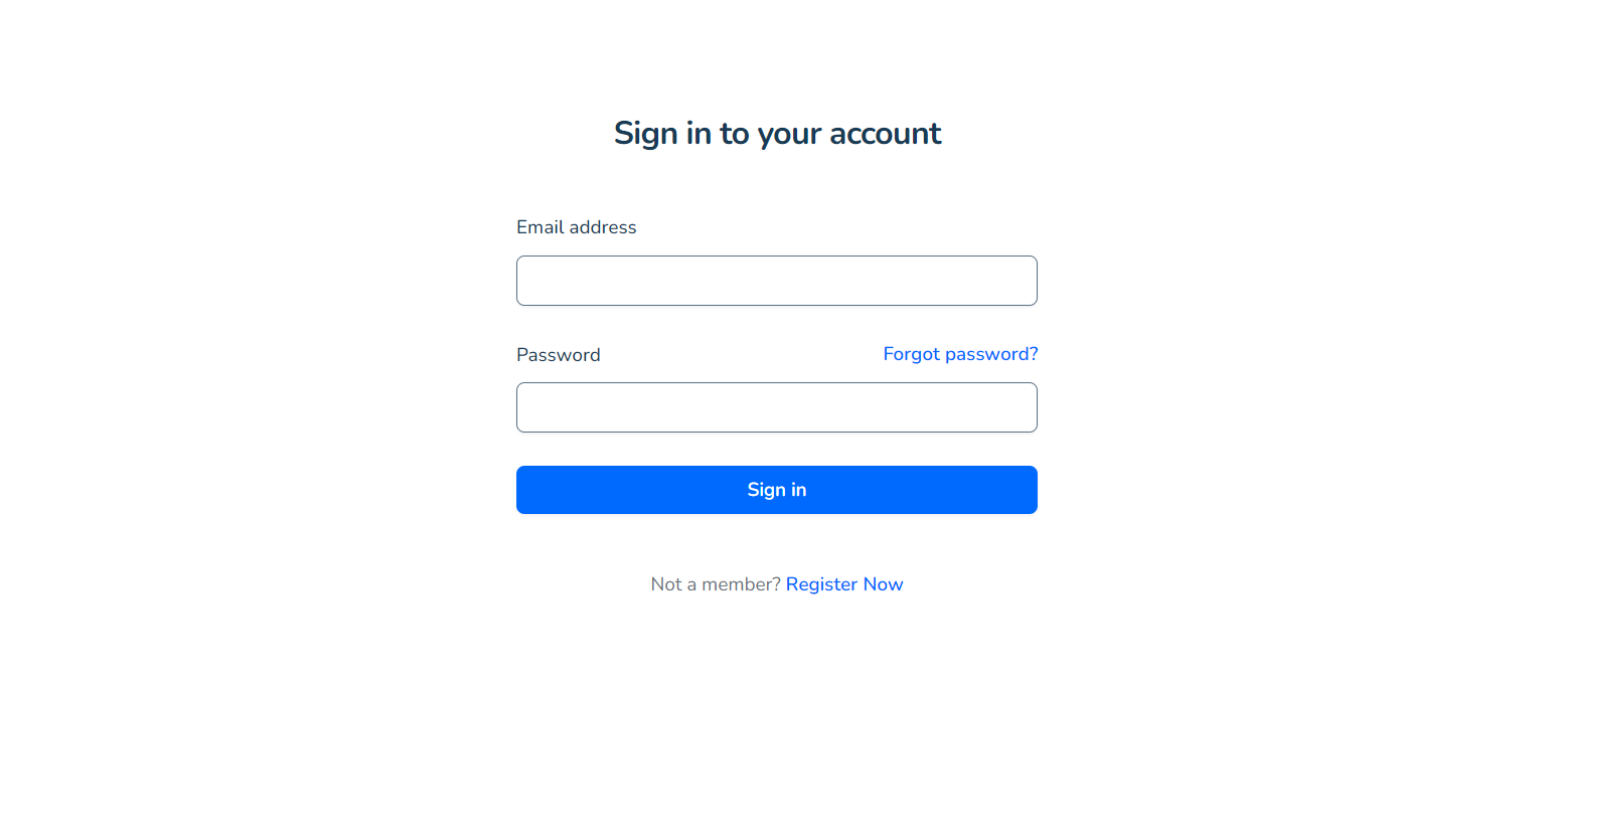 Sign in to your account
Email address
Password
Forgot password?
Sign in
Not a member? Register Now